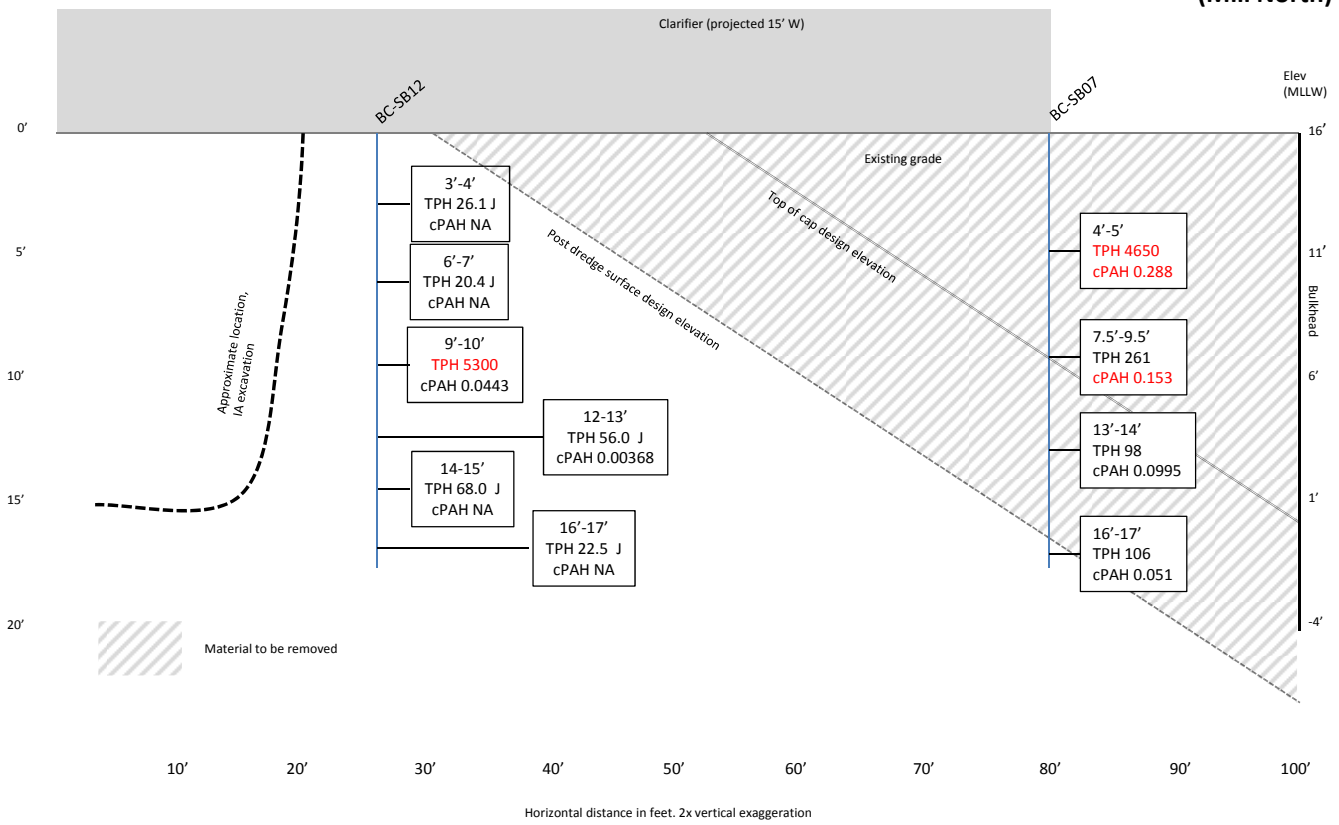 Clarifier (projected 15’ W)
BC-SB12
BC-SB07
Elev
(MLLW)
0’
16’
Existing grade
3’-4’
TPH 26.1 J
cPAH NA
Top of cap design elevation
4’-5’
TPH 4650
cPAH 0.288
5’
11’
Post dredge surface design elevation
6’-7’
TPH 20.4 J
cPAH NA
Bulkhead
Approximate location,
IA excavation
9’-10’
TPH 5300
cPAH 0.0443
7.5’-9.5’
TPH 261
cPAH 0.153
10’
6’
12-13’
TPH 56.0 J
cPAH 0.00368
13’-14’
TPH 98
cPAH 0.0995
14-15’
TPH 68.0 J
cPAH NA
15’
1’
16’-17’
TPH 22.5 J
cPAH NA
16’-17’
TPH 106
cPAH 0.051
20’
-4’
Material to be removed
10’ 20’ 30’ 40’ 50’ 60’ 70’ 80’ 90’ 100’
Horizontal distance in feet. 2x vertical exaggeration